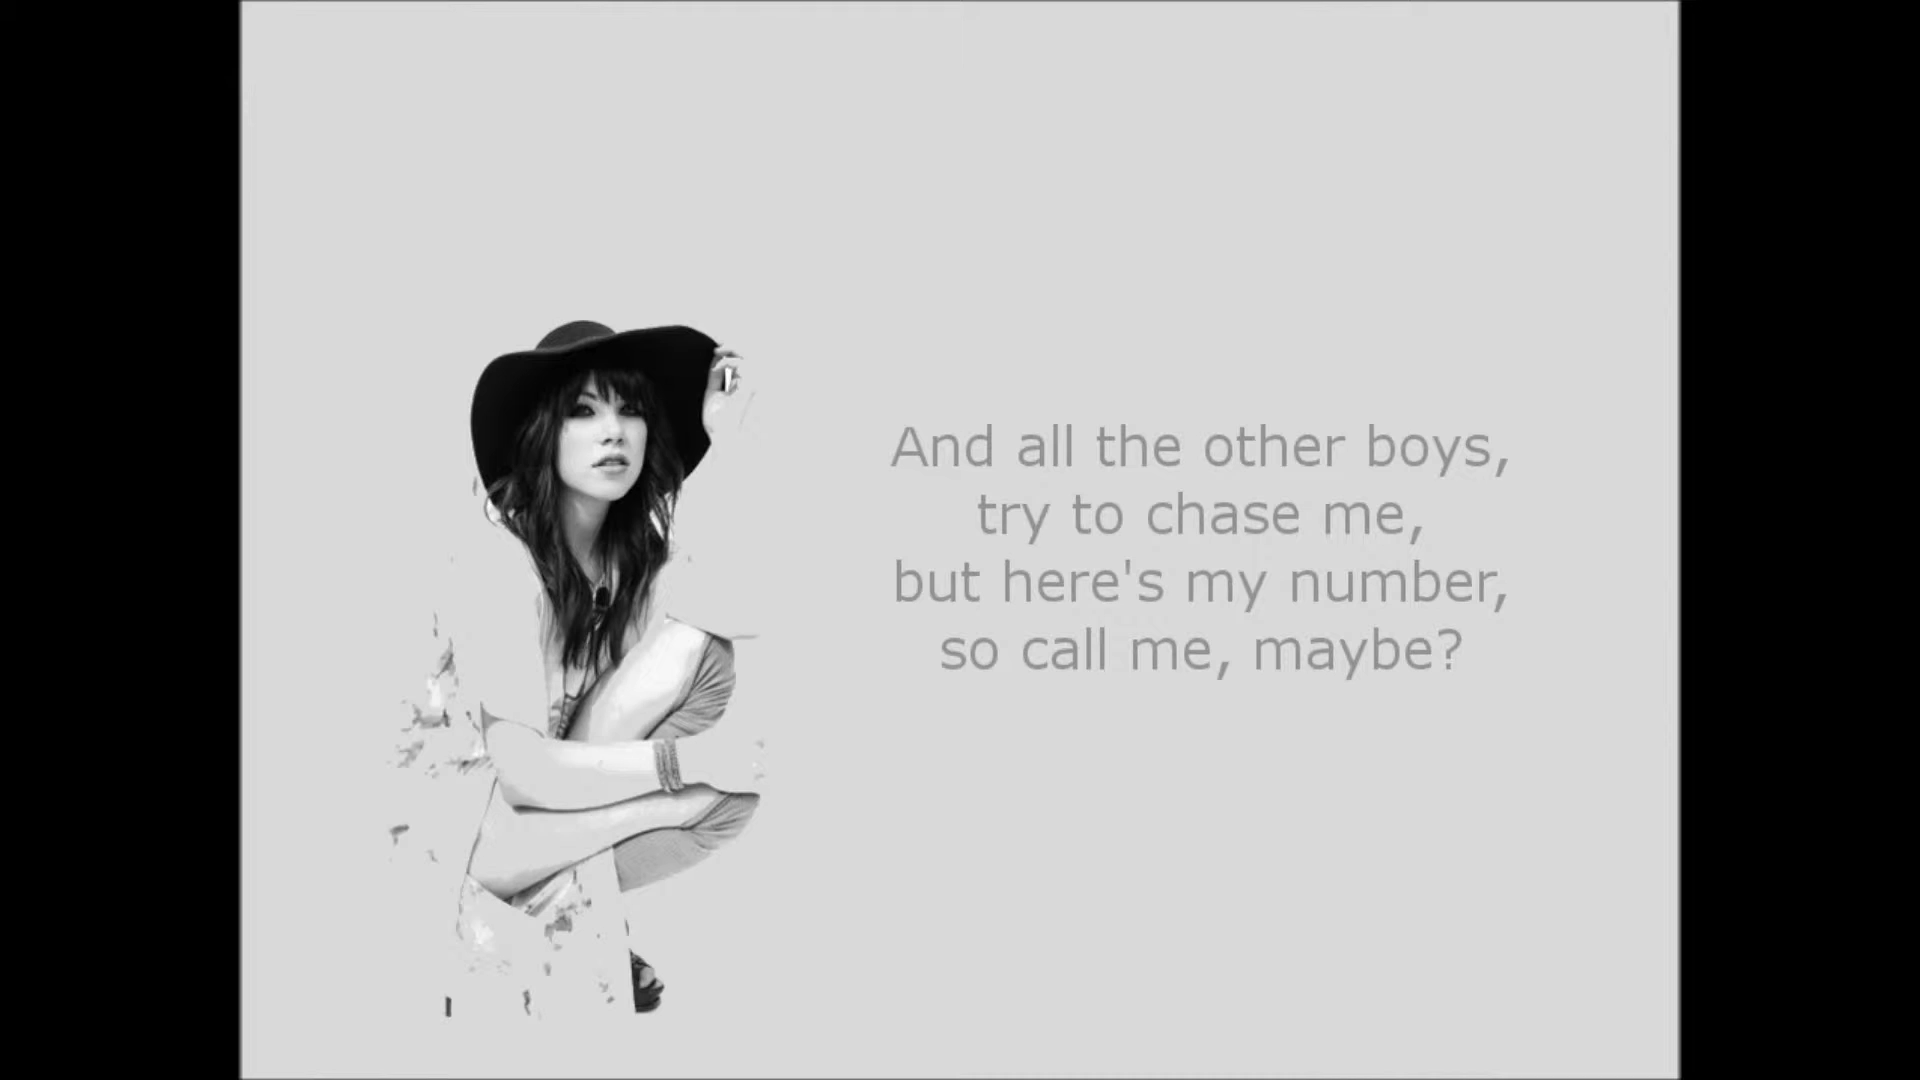 And all the other boys,
try to chase me,
but here's my number,
so call me, maybe?